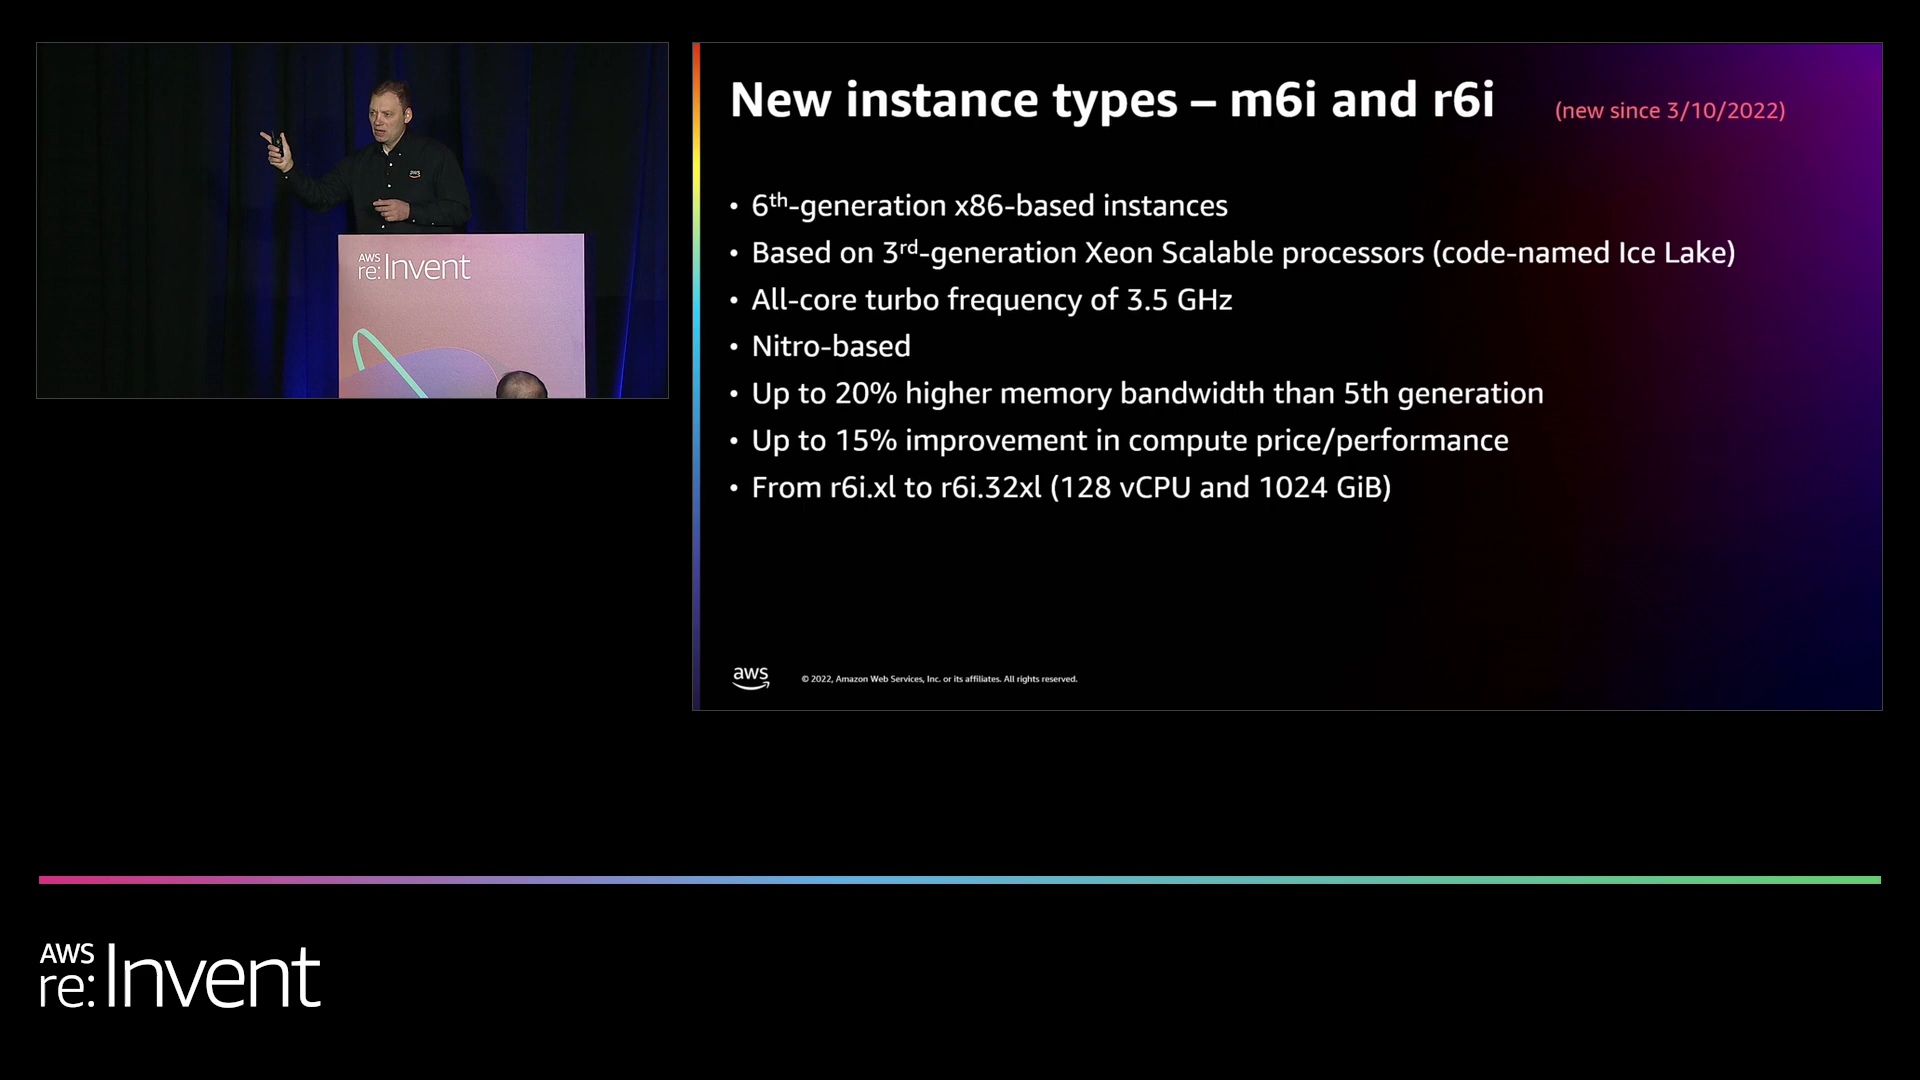 aws
AWS
re:Invent
New instance types – m6i and r6i
(new since 3/10/2022)
• 6th-generation x86-based instances
• Based on 3rd-generation Xeon Scalable processors (code-named Ice Lake)
• All-core turbo frequency of 3.5 GHz
• Nitro-based
• Up to 20% higher memory bandwidth than 5th generation
• Up to 15% improvement in compute price/performance
• From r6i.xl to r6i.32xl (128 vCPU and 1024 GiB)
aws
© 2022, Amazon Web Services, Inc. or its affiliates. All rights reserved.
AWS
re:Invent